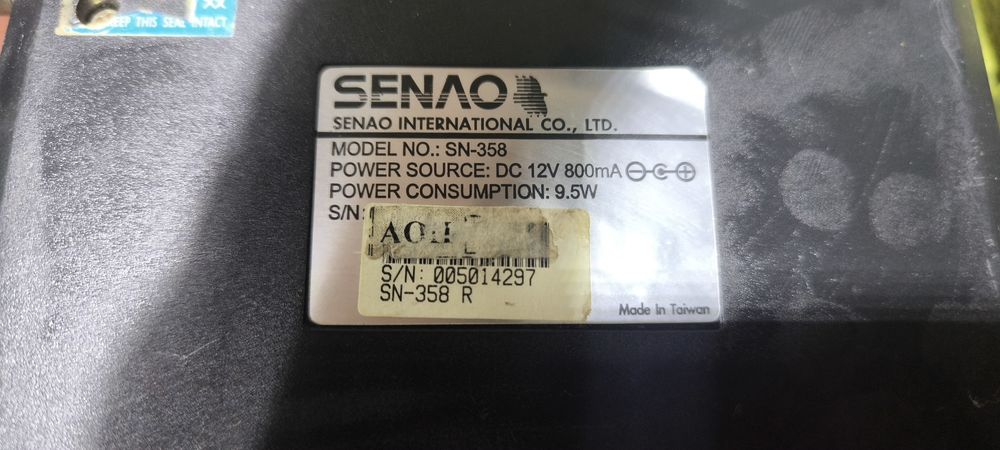 KEEP THIS SEAL INTACT
SENAO
SENAO INTERNATIONAL CO., LTD.
MODEL NO.: SN-358
POWER SOURCE: DC 12V 800mA
POWER CONSUMPTION: 9.5W
S/N:
S/N: 005014297
SN-358 R
Made In Taiwan